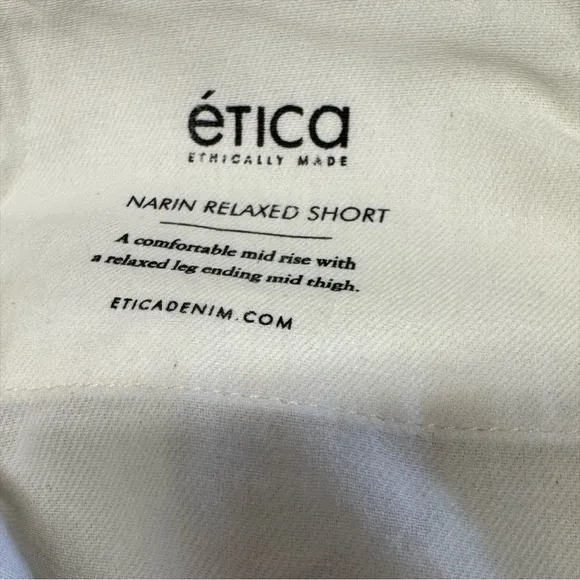 éTICa
ETHICALLY MADE
NARIN RELAXED SHORT
A comfortable mid rise with
a relaxed leg ending mid thigh.
ETICADENIM.COM